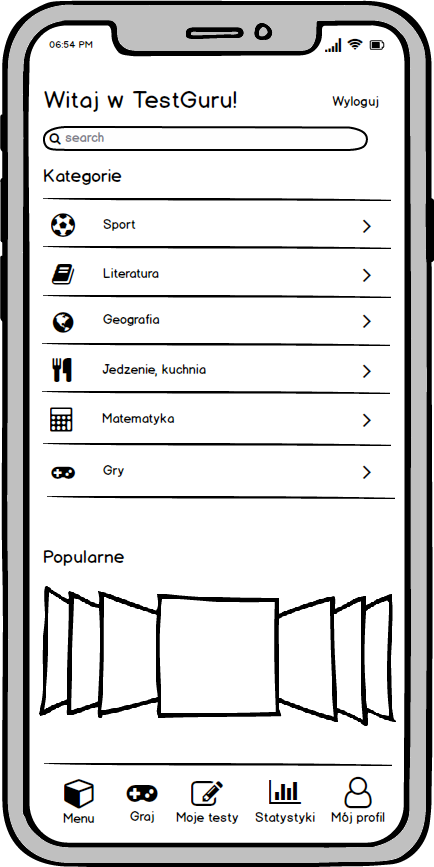 06:54 PM
Witaj w TestGuru!
Wyloguj
search
Kategorie
Sport
Literatura
Geografia
Jedzenie, kuchnia
Matematyka
Gry
Popularne
Menu
Graj
Moje testy
Statystyki
Mój profil